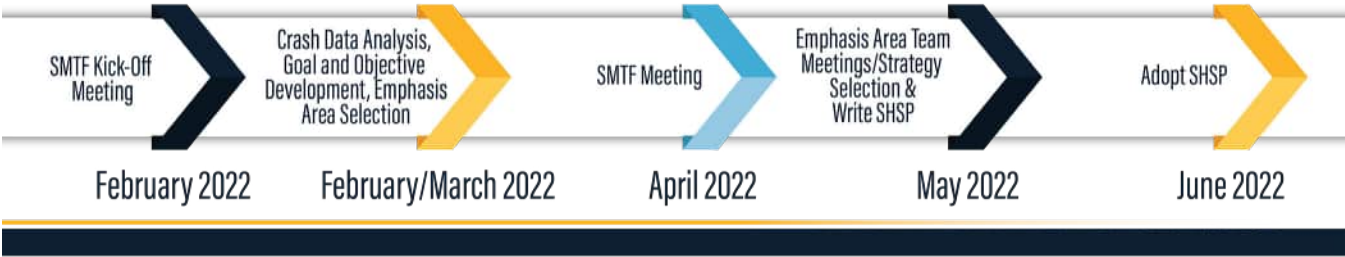 SMTF Kick-Off
Meeting
Crash Data Analysis,
Goal and Objective
Development, Emphasis
Area Selection
SMTF Meeting
Emphasis Area Team
Meetings/Strategy
Selection &
Write SHSP
Adopt SHSP
February 2022
February/March 2022
April 2022
May 2022
June 2022